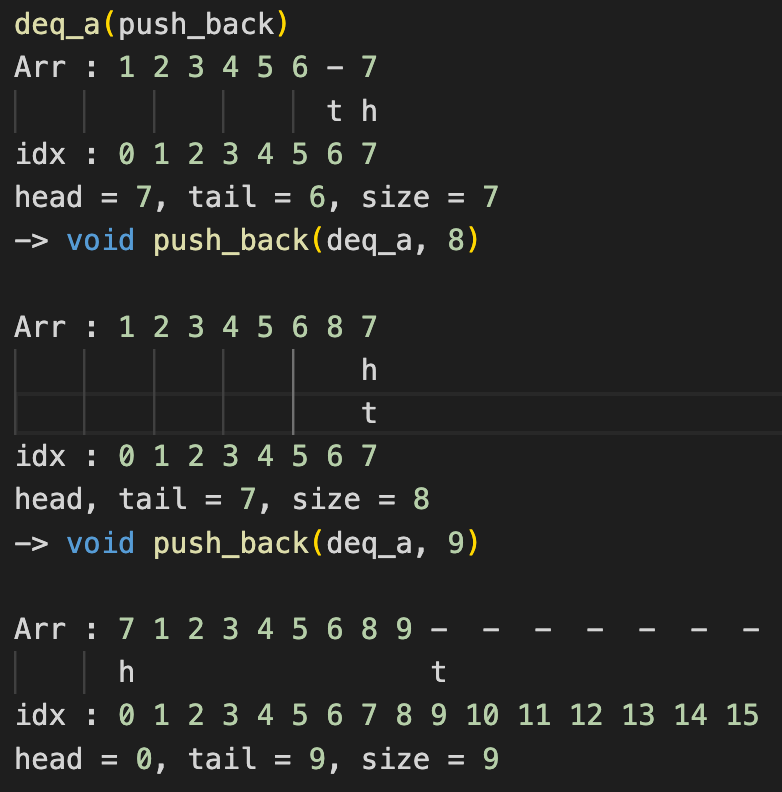 deq_a(push_back)
Arr : 1 2 3 4 5 6 - 7
t h
idx : 0 1 2 3 4 5 6 7
head = 7, tail = 6, size = 7
-> void push_back(deq_a, 8)
Arr : 1 2 3 4 5 6 8 7
h
t
idx : 0 1 2 3 4 5 6 7
head, tail = 7, size = 8
-> void push_back(deq_a, 9)
Arr : 7 1 2 3 4 5 6 8 9 - - - - - - -
h t
idx : 0 1 2 3 4 5 6 7 8 9 10 11 12 13 14 15
head = 0, tail = 9, size = 9